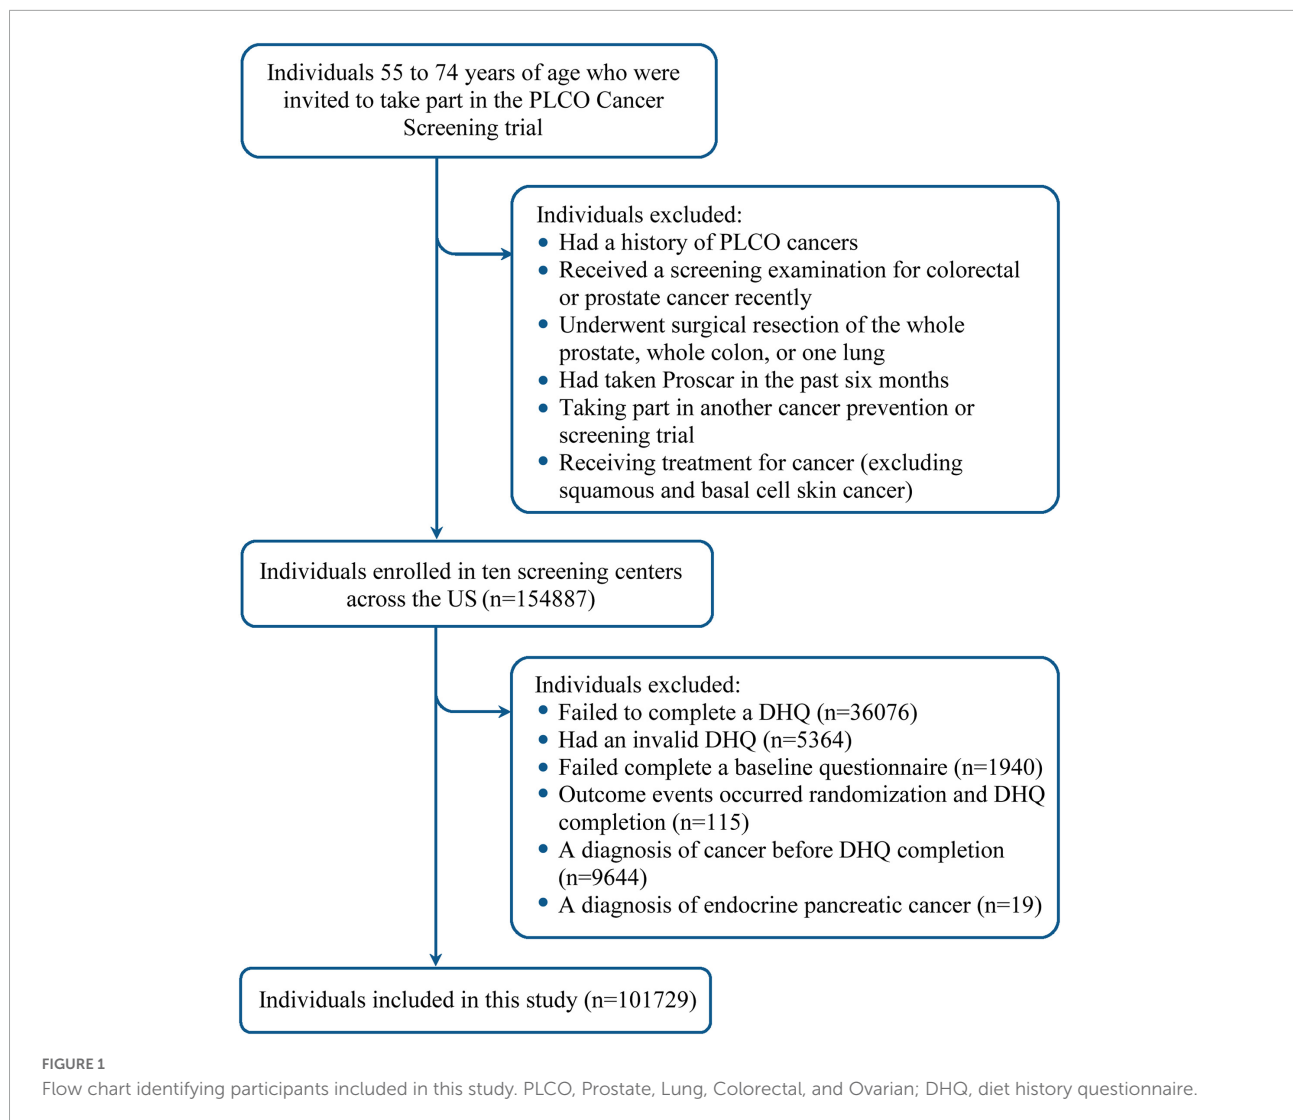 Individuals 55 to 74 years of age who were
invited to take part in the PLCO Cancer
Screening trial
Individuals excluded:
• Had a history of PLCO cancers
• Received a screening examination for colorectal
or prostate cancer recently
• Underwent surgical resection of the whole
prostate, whole colon, or one lung
• Had taken Proscar in the past six months
• Taking part in another cancer prevention or
screening trial
• Receiving treatment for cancer (excluding
squamous and basal cell skin cancer)
Individuals enrolled in ten screening centers
across the US (n=154887)
Individuals excluded:
• Failed to complete a DHQ (n=36076)
• Had an invalid DHQ (n=5364)
• Failed complete a baseline questionnaire (n=1940)
• Outcome events occurred randomization and DHQ
completion (n=115)
• A diagnosis of cancer before DHQ completion
(n=9644)
• A diagnosis of endocrine pancreatic cancer (n=19)
Individuals included in this study (n=101729)
FIGURE 1
Flow chart identifying participants included in this study. PLCO, Prostate, Lung, Colorectal, and Ovarian; DHQ, diet history questionnaire.